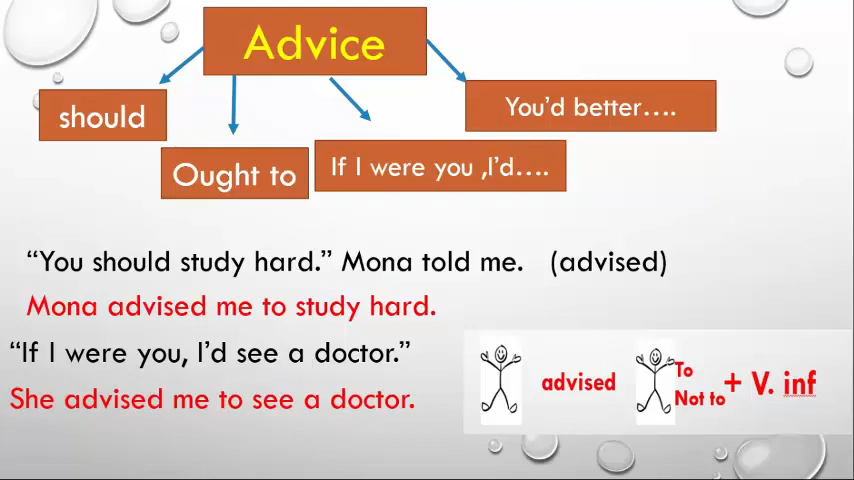 Advice
should
You'd better....
Ought to
If I were you ,I'd....
“You should study hard.” Mona told me. (advised)
Mona advised me to study hard.
“If I were you, I'd see a doctor.”
She advised me to see a doctor.
advised
To
Not to
+ V. inf